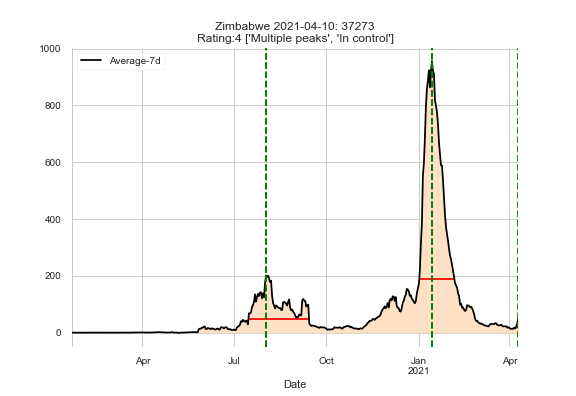 Zimbabwe 2021-04-10: 37273
Rating:4 ['Multiple peaks', 'In control']
Average-7d
1000
800
600
400
200
0
Apr
Jul
Oct
Jan
2021
Apr
Date